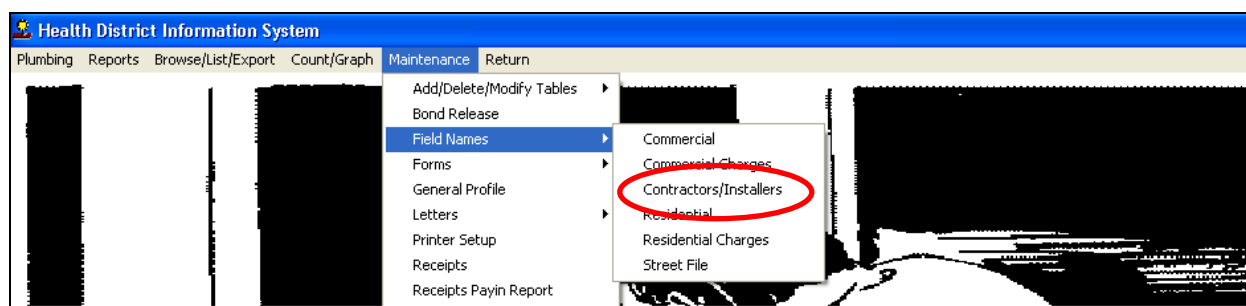 Health District Information System
Plumbing Reports Browse/List/Export Count/Graph Maintenance Return
Add/Delete/Modify Tables
Bond Release
Field Names
Forms
General Profile
Letters
Printer Setup
Receipts
Receipts Payin Report
Commercial
Commercial Charges
Contractors/Installers
Residential
Residential Charges
Street File